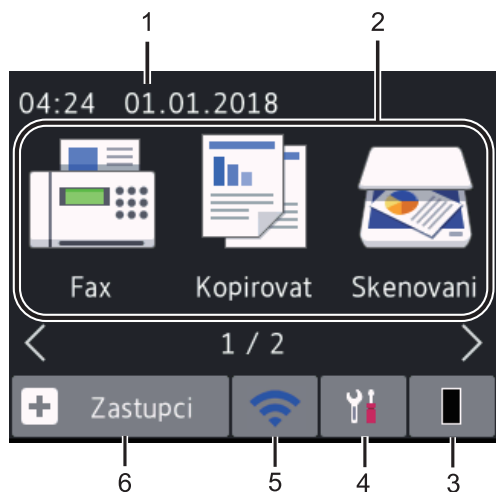 1 2
04:24 01.01.2018
Fax Kopirovat Skenovani
1 / 2
Zastupci
6 5 4 3